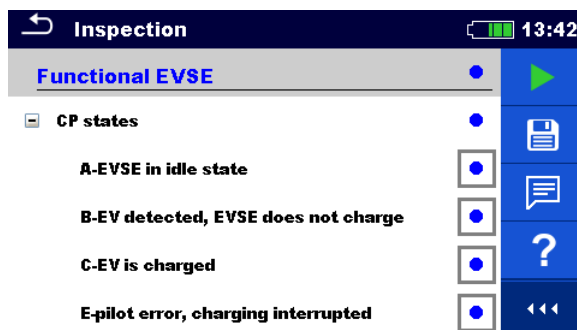 Inspection
13:42
Functional EVSE
CP states
A-EVSE in idle state
B-EV detected, EVSE does not charge
C-EV is charged
E-pilot error, charging interrupted
?